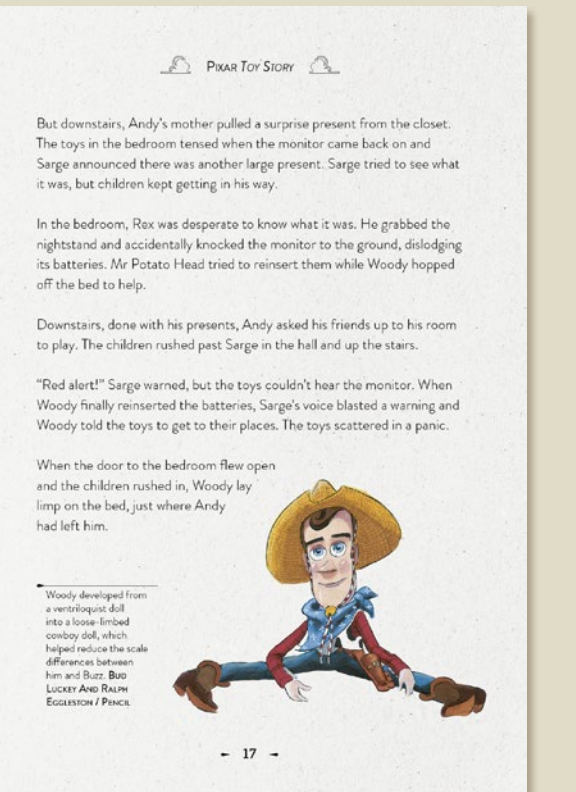 PIXAR TOY STORY
But downstairs, Andy's mother pulled a surprise present from the closet.
The toys in the bedroom tensed when the monitor came back on and
Sarge announced there was another large present. Sarge tried to see what
it was, but children kept getting in his way.
In the bedroom, Rex was desperate to know what it was. He grabbed the
nightstand and accidentally knocked the monitor to the ground, dislodging
its batteries. Mr Potato Head tried to reinsert them while Woody hopped
off the bed to help.
Downstairs, done with his presents, Andy asked his friends up to his room
to play. The children rushed past Sarge in the hall and up the stairs.
“Red alert!” Sarge warned, but the toys couldn't hear the monitor. When
Woody finally reinserted the batteries, Sarge's voice blasted a warning and
Woody told the toys to get to their places. The toys scattered in a panic.
When the door to the bedroom flew open
and the children rushed in, Woody lay
limp on the bed, just where Andy
had left him.
Woody developed from
a ventriloquist doll
into a loose-limbed
cowboy doll, which
helped reduce the scale
differences between
him and Buzz. BUD
LUCKEY AND RALPH
EGGLESTON / PENCIL
17